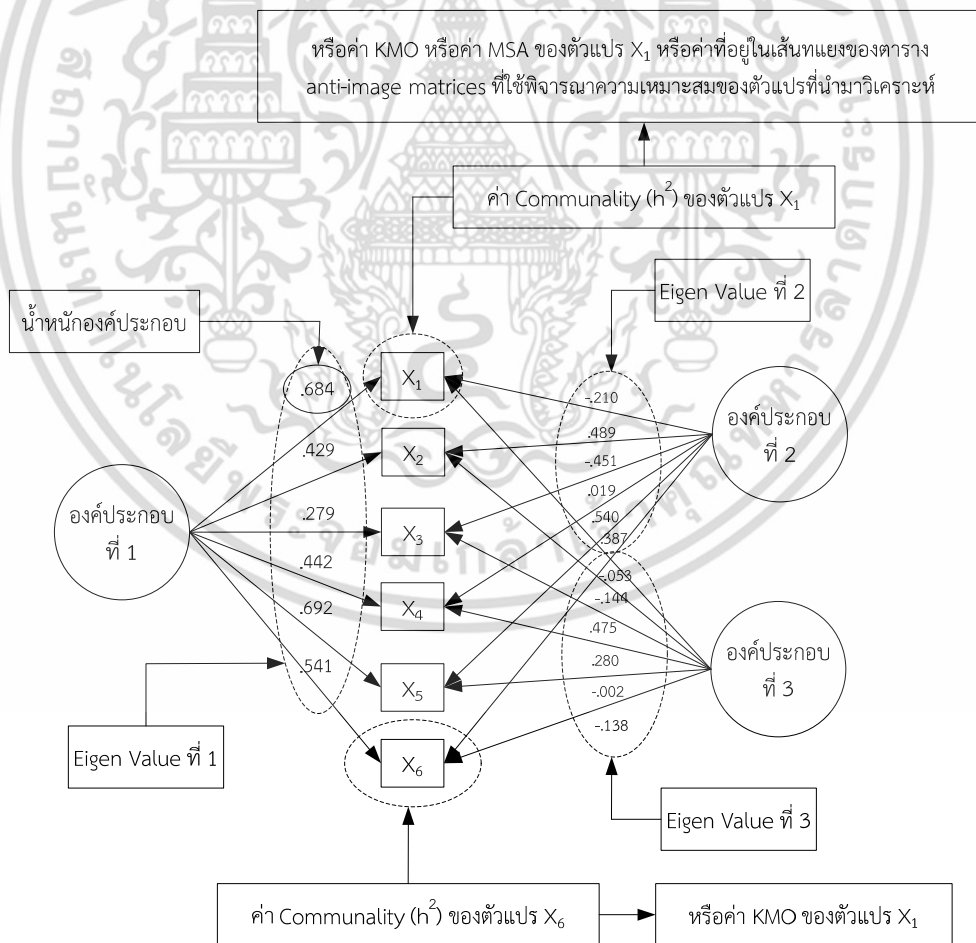 หรือค่า KMO หรือค่า MSA ของตัวแปร X₁ หรือค่าที่อยู่ในเส้นทแยงของตาราง
anti-image matrices ที่ใช้พิจารณาความเหมาะสมของตัวแปรที่นำมาวิเคราะห์
ค่า Communality (h²) ของตัวแปร X₁
Eigen Value ที่ 2
น้ำหนักองค์ประกอบ
.684
.429
.279
.442
.692
.541
X₁
X₂
X₃
X₄
X₅
X₆
-.210
.489
-.451
.019
.540
.387
-.053
-.144
.475
.280
-.002
-.138
องค์ประกอบ
ที่ 1
องค์ประกอบ
ที่ 2
องค์ประกอบ
ที่ 3
Eigen Value ที่ 1
Eigen Value ที่ 3
ค่า Communality (h²) ของตัวแปร X₆
หรือค่า KMO ของตัวแปร X₁